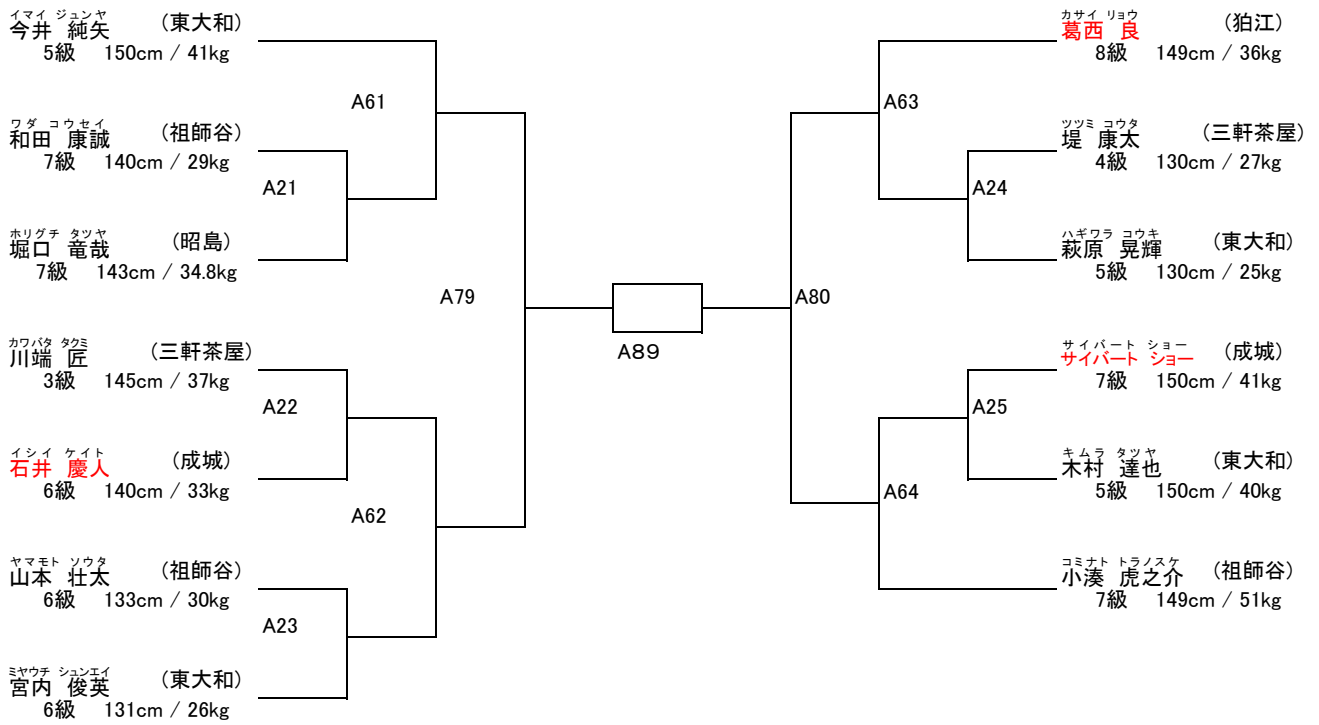 イマイ ジュンヤ
今井 純矢 (東大和)
5級 150cm / 41kg
A61
ワダ コウセイ
和田 康誠 (祖師谷)
7級 140cm / 29kg
A21
ホリグチ タツヤ
堀口 竜哉 (昭島)
7級 143cm / 34.8kg
A79
カワバタ タクミ
川端 匠 (三軒茶屋)
3級 145cm / 37kg
A22
イシイ ケイト
石井 慶人 (成城)
6級 140cm / 33kg
A62
ヤマモト ソウタ
山本 壮太 (祖師谷)
6級 133cm / 30kg
A23
ミヤウチ シュンエイ
宮内 俊英 (東大和)
6級 131cm / 26kg
A89
カサイ リョウ
葛西 良 (狛江)
8級 149cm / 36kg
A63
ツツミ コウタ
堤 康太 (三軒茶屋)
4級 130cm / 27kg
A24
ハギワラ コウキ
萩原 晃輝 (東大和)
5級 130cm / 25kg
A80
サイバート ショー
サイバート ショー (成城)
7級 150cm / 41kg
A25
キムラ タツヤ
木村 達也 (東大和)
5級 150cm / 40kg
A64
コミナト トラノスケ
小湊 虎之介 (祖師谷)
7級 149cm / 51kg